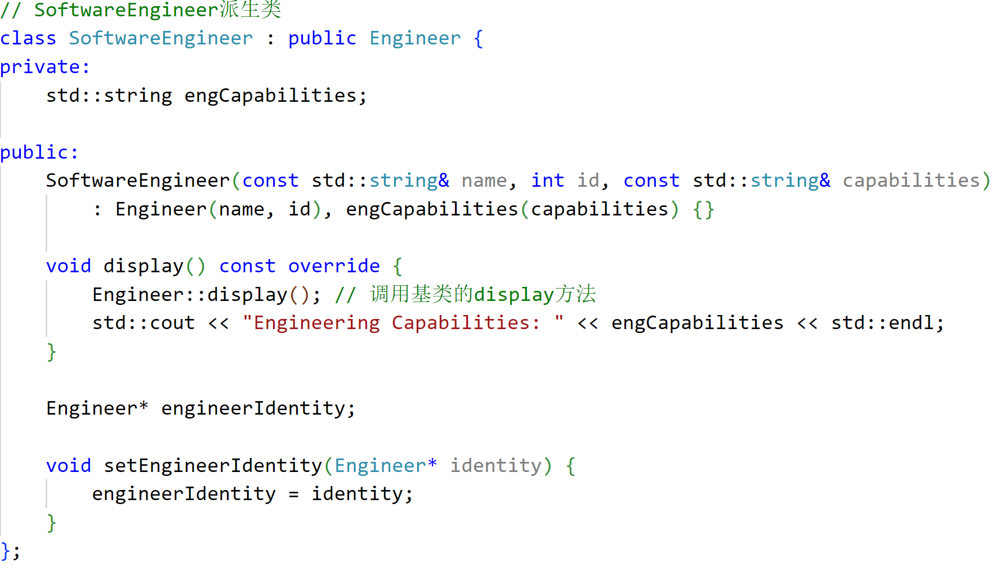 // SoftwareEngineer派生类
class SoftwareEngineer : public Engineer {
private:
    std::string engCapabilities;

public:
    SoftwareEngineer(const std::string& name, int id, const std::string& capabilities)
        : Engineer(name, id), engCapabilities(capabilities) {}

    void display() const override {
        Engineer::display(); // 调用基类的display方法
        std::cout << "Engineering Capabilities: " << engCapabilities << std::endl;
    }

    Engineer* engineerIdentity;

    void setEngineerIdentity(Engineer* identity) {
        engineerIdentity = identity;
    }
};